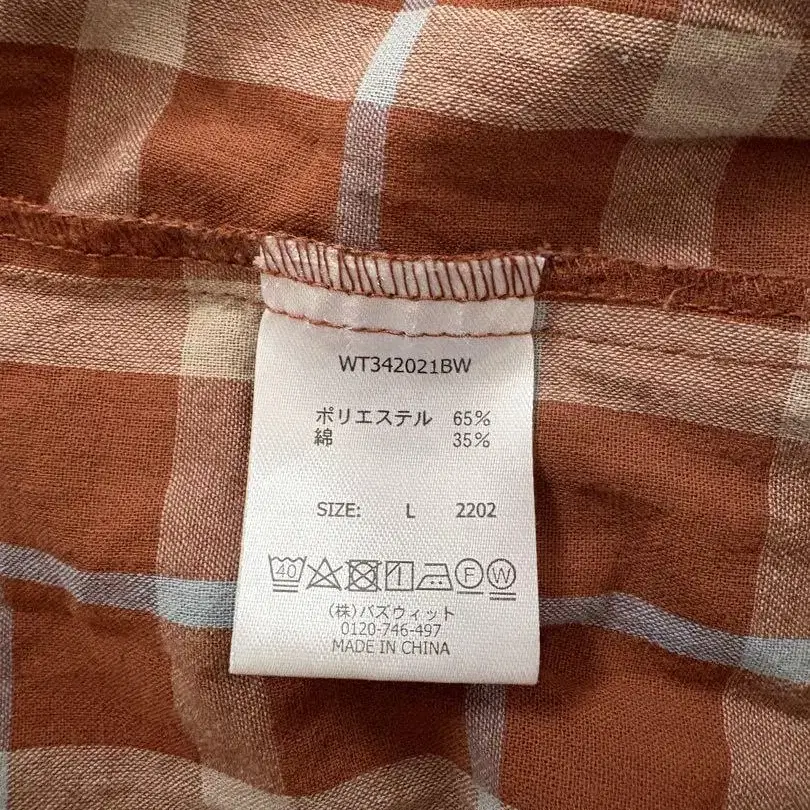 WT342021BW
ポリエステル 65%
綿 35%
SIZE: L 2202
40 F W
(株)バズウィット
0120-746-497
MADE IN CHINA